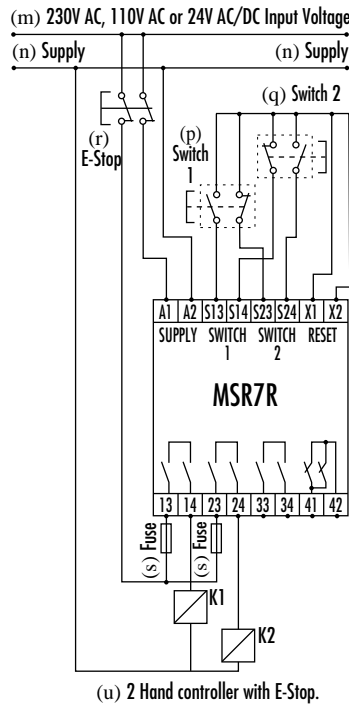 (m) 230V AC, 110V AC or 24V AC/DC Input Voltage
(n) Supply (n) Supply
(q) Switch 2
(r)
E-Stop
(p)
Switch
1
A1 A2 S13 S14 S23 S24 X1 X2
SUPPLY SWITCH 1 SWITCH 2 RESET
MSR7R
13 14 23 24 33 34 41 42
(s) Fuse (s) Fuse
K1
K2
(u) 2 Hand controller with E-Stop.